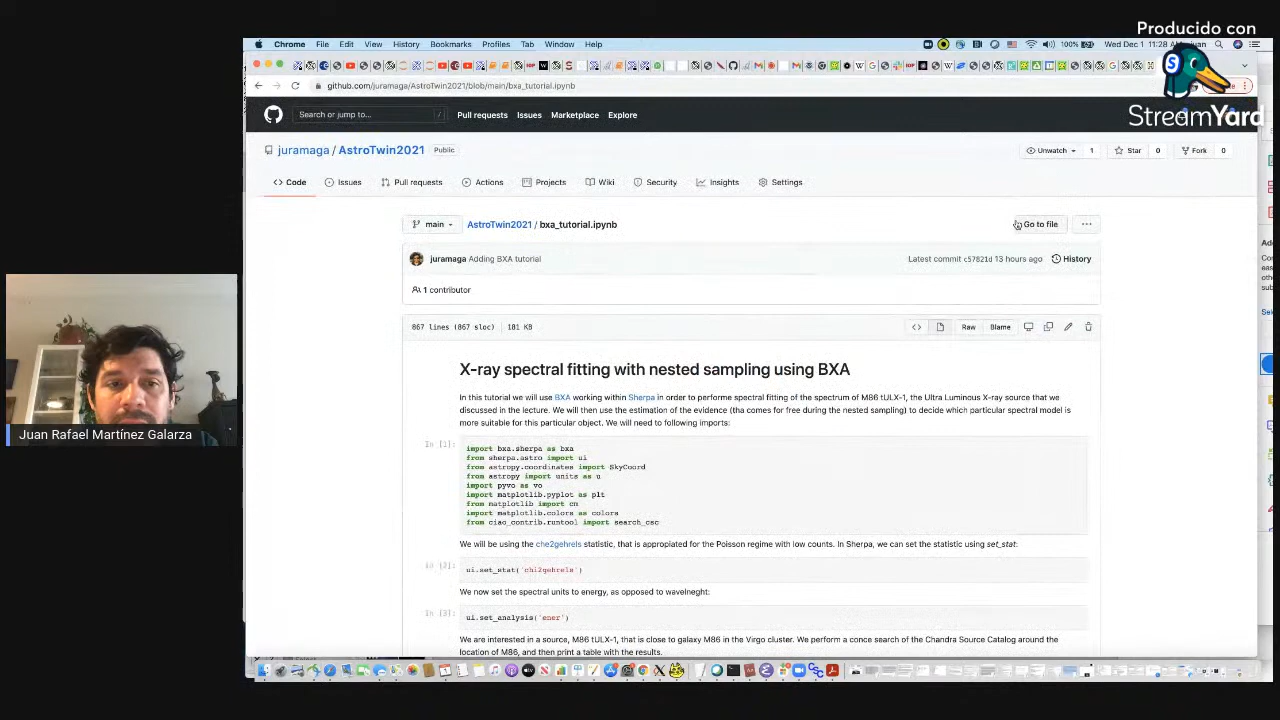 Producido con
StreamYard
Chrome File Edit View History Bookmarks Profiles Tab Window Help
100% Wed Dec 1 11:28 AM
github.com/juramaga/AstroTwin2021/blob/main/bxa_tutorial.ipynb
Search or jump to... / Pull requests Issues Marketplace Explore
juramaga / AstroTwin2021 Public Unwatch 1 Star 0 Fork 0
Code Issues Pull requests Actions Projects Wiki Security Insights Settings
main AstroTwin2021 / bxa_tutorial.ipynb Go to file ...
juramaga Adding BXA tutorial Latest commit c57821d 13 hours ago History
1 contributor
867 lines (867 sloc) 181 KB <> Raw Blame
X-ray spectral fitting with nested sampling using BXA
In this tutorial we will use BXA working within Sherpa in order to performe spectral fitting of the spectrum of M86 tULX-1, the Ultra Luminous X-ray source that we
discussed in the lecture. We will then use the estimation of the evidence (tha comes for free during the nested sampling) to decide which particular spectral model is
more suitable for this particular object. We will need to following imports:
In [1]: import bxa.sherpa as bxa
from sherpa.astro import ui
from astropy.coordinates import SkyCoord
from astropy import units as u
import pyvo as vo
import matplotlib.pyplot as plt
from matplotlib import cm
import matplotlib.colors as colors
from ciao_contrib.runtool import search_csc
We will be using the che2gehrels statistic, that is appropiated for the Poisson regime with low counts. In Sherpa, we can set the statistic using set_stat:
In [2]: ui.set_stat('chi2gehrels')
We now set the spectral units to energy, as opposed to wavelneght:
In [3]: ui.set_analysis('ener')
We are interested in a source, M86 tULX-1, that is close to galaxy M86 in the Virgo cluster. We perform a conce search of the Chandra Source Catalog around the
location of M86, and then print a table with the results.
Juan Rafael Martínez Galarza